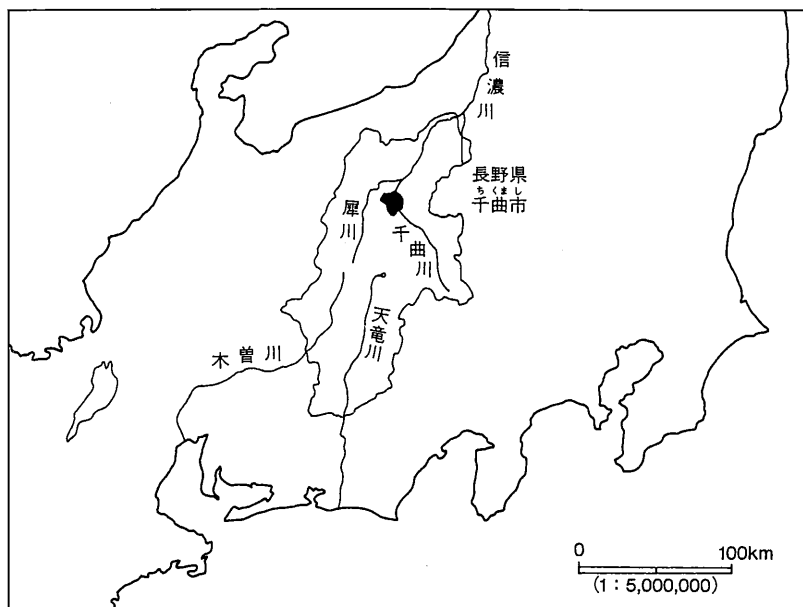 信濃川
長野県
ちくまし
千曲市
犀川
千曲川
天竜川
木曽川
0 100km
(1：5,000,000)